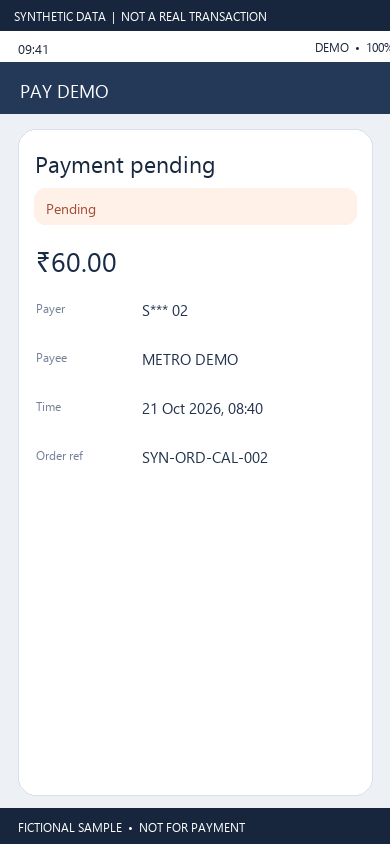 SYNTHETIC DATA | NOT A REAL TRANSACTION
09:41 DEMO • 100%
PAY DEMO
Payment pending
Pending
₹60.00
Payer S*** 02
Payee METRO DEMO
Time 21 Oct 2026, 08:40
Order ref SYN-ORD-CAL-002
FICTIONAL SAMPLE • NOT FOR PAYMENT